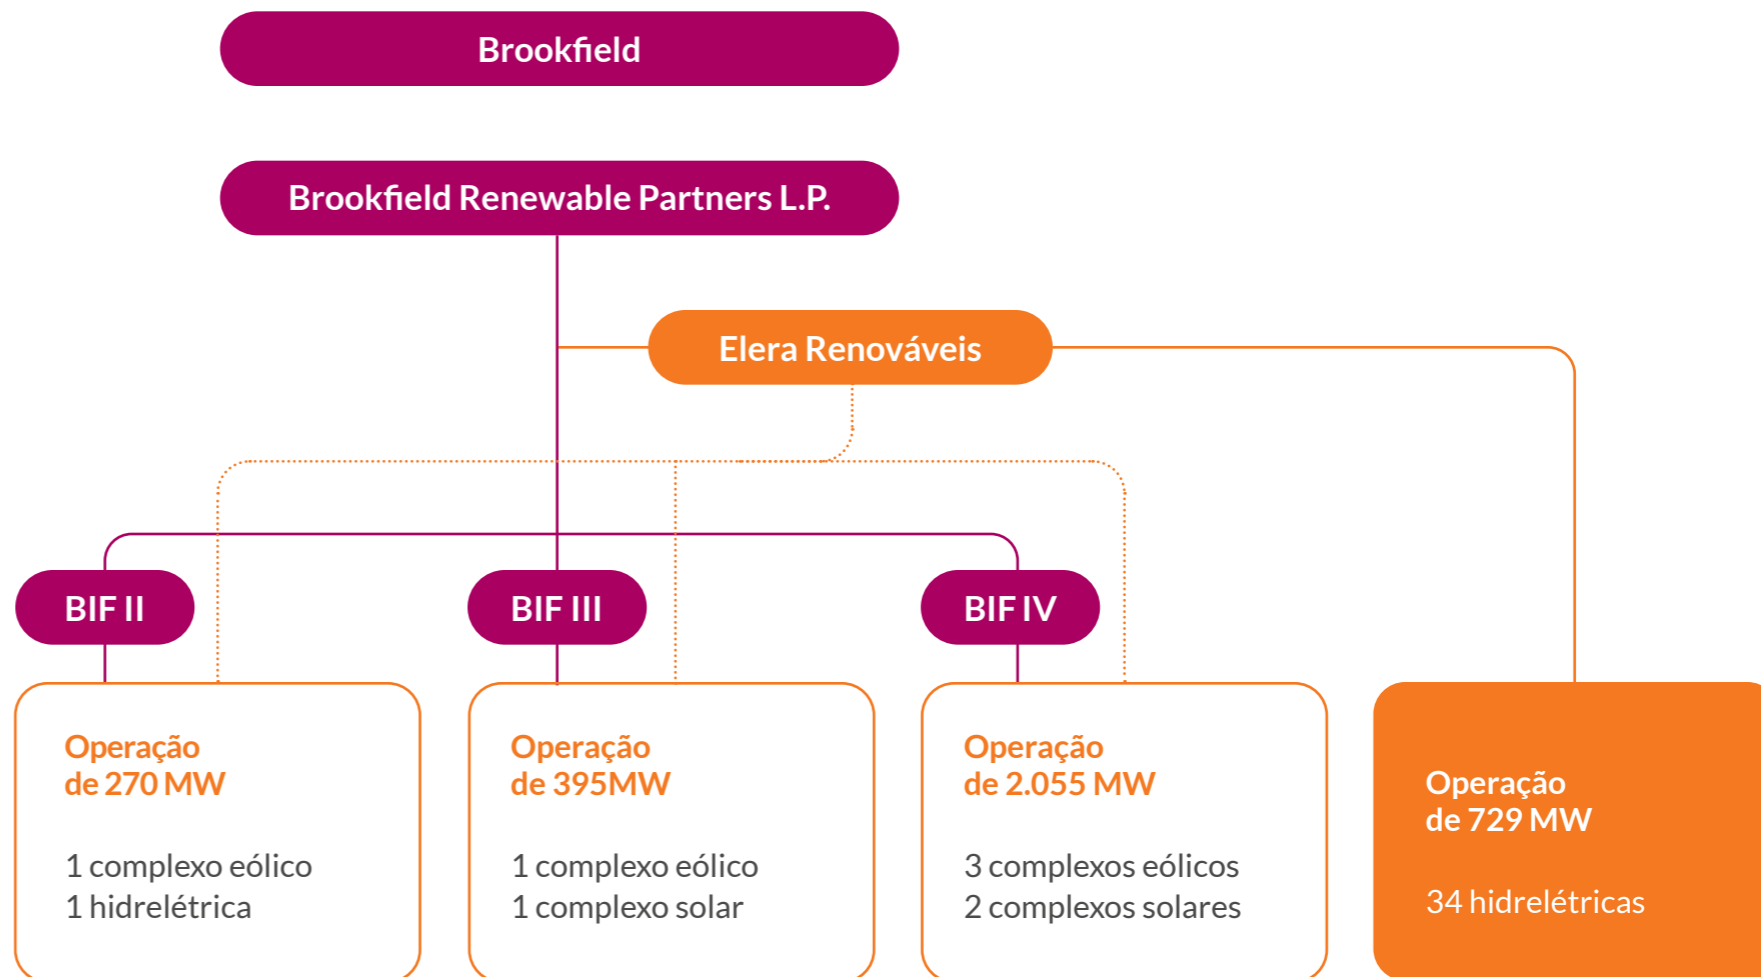 Brookfield
Brookfield Renewable Partners L.P.
Elera Renováveis
BIF II
BIF III
BIF IV
Operação
de 270 MW
1 complexo eólico
1 hidrelétrica
Operação
de 395MW
1 complexo eólico
1 complexo solar
Operação
de 2.055 MW
3 complexos eólicos
2 complexos solares
Operação
de 729 MW
34 hidrelétricas